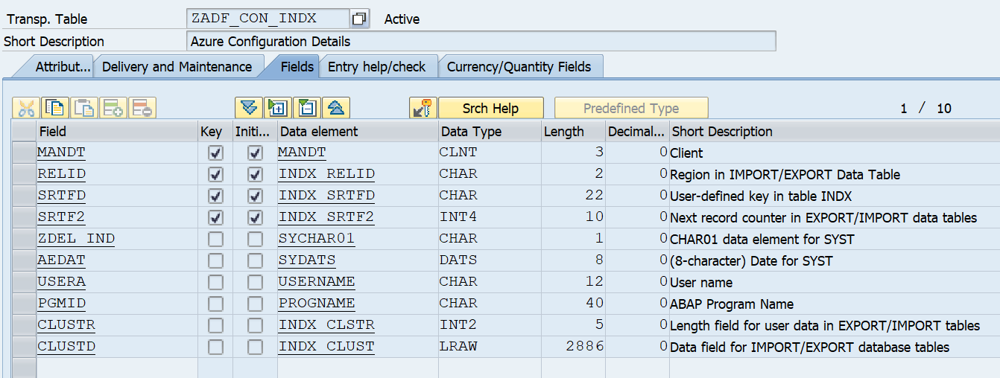 Transp. Table ZADF_CON_INDX Active
Short Description Azure Configuration Details
Attribut... Delivery and Maintenance Fields Entry help/check Currency/Quantity Fields
Srch Help Predefined Type 1 / 10
Field Key Initi... Data element Data Type Length Decimal... Short Description
MANDT MANDT CLNT 3 0 Client
RELID INDX_RELID CHAR 2 0 Region in IMPORT/EXPORT Data Table
SRTFD INDX_SRTFD CHAR 22 0 User-defined key in table INDX
SRTF2 INDX_SRTF2 INT4 10 0 Next record counter in EXPORT/IMPORT data tables
ZDEL_IND SYCHAR01 CHAR 1 0 CHAR01 data element for SYST
AEDAT SYDATS DATS 8 0 (8-character) Date for SYST
USERA USERNAME CHAR 12 0 User name
PGMID PROGNAME CHAR 40 0 ABAP Program Name
CLUSTR INDX_CLSTR INT2 5 0 Length field for user data in EXPORT/IMPORT tables
CLUSTD INDX_CLUST LRAW 2886 0 Data field for IMPORT/EXPORT database tables